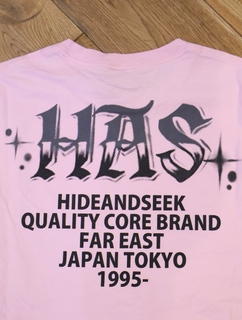 HAS
HIDEANDSEEK
QUALITY CORE BRAND
FAR EAST
JAPAN TOKYO
1995-